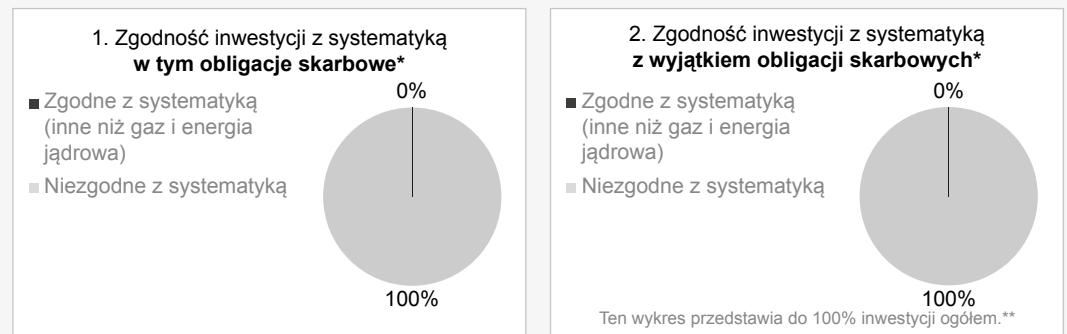 1. Zgodność inwestycji z systematyką
w tym obligacje skarbowe*
0%
Zgodne z systematyką
(inne niż gaz i energia
jądrowa)
Niezgodne z systematyką
100%
2. Zgodność inwestycji z systematyką
z wyjątkiem obligacji skarbowych*
0%
Zgodne z systematyką
(inne niż gaz i energia
jądrowa)
Niezgodne z systematyką
100%
Ten wykres przedstawia do 100% inwestycji ogółem.**